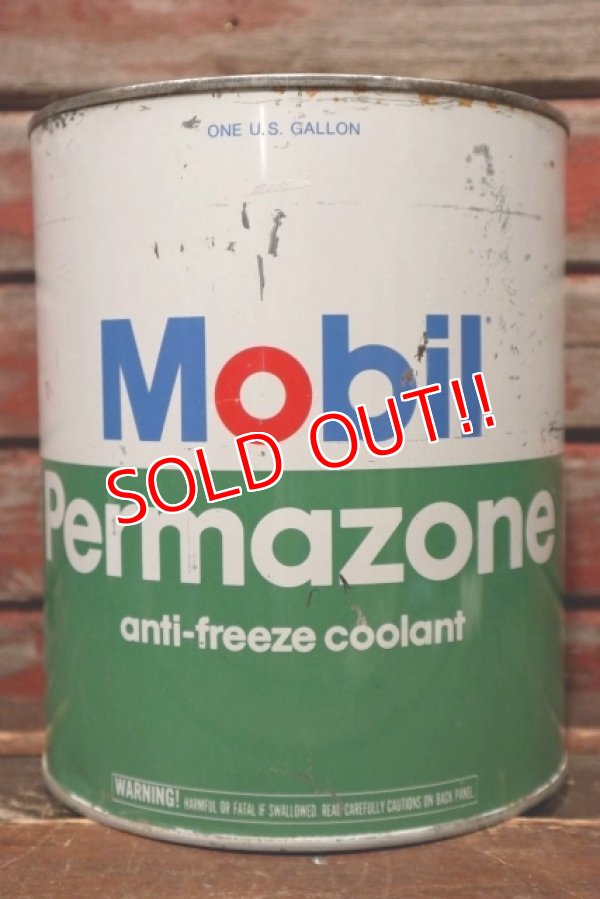 ONE U.S. GALLON
Mobil
SOLD OUT!!
Permazone
anti-freeze coolant
WARNING! HARMFUL OR FATAL IF SWALLOWED. READ CAREFULLY CAUTIONS ON BACK PANEL